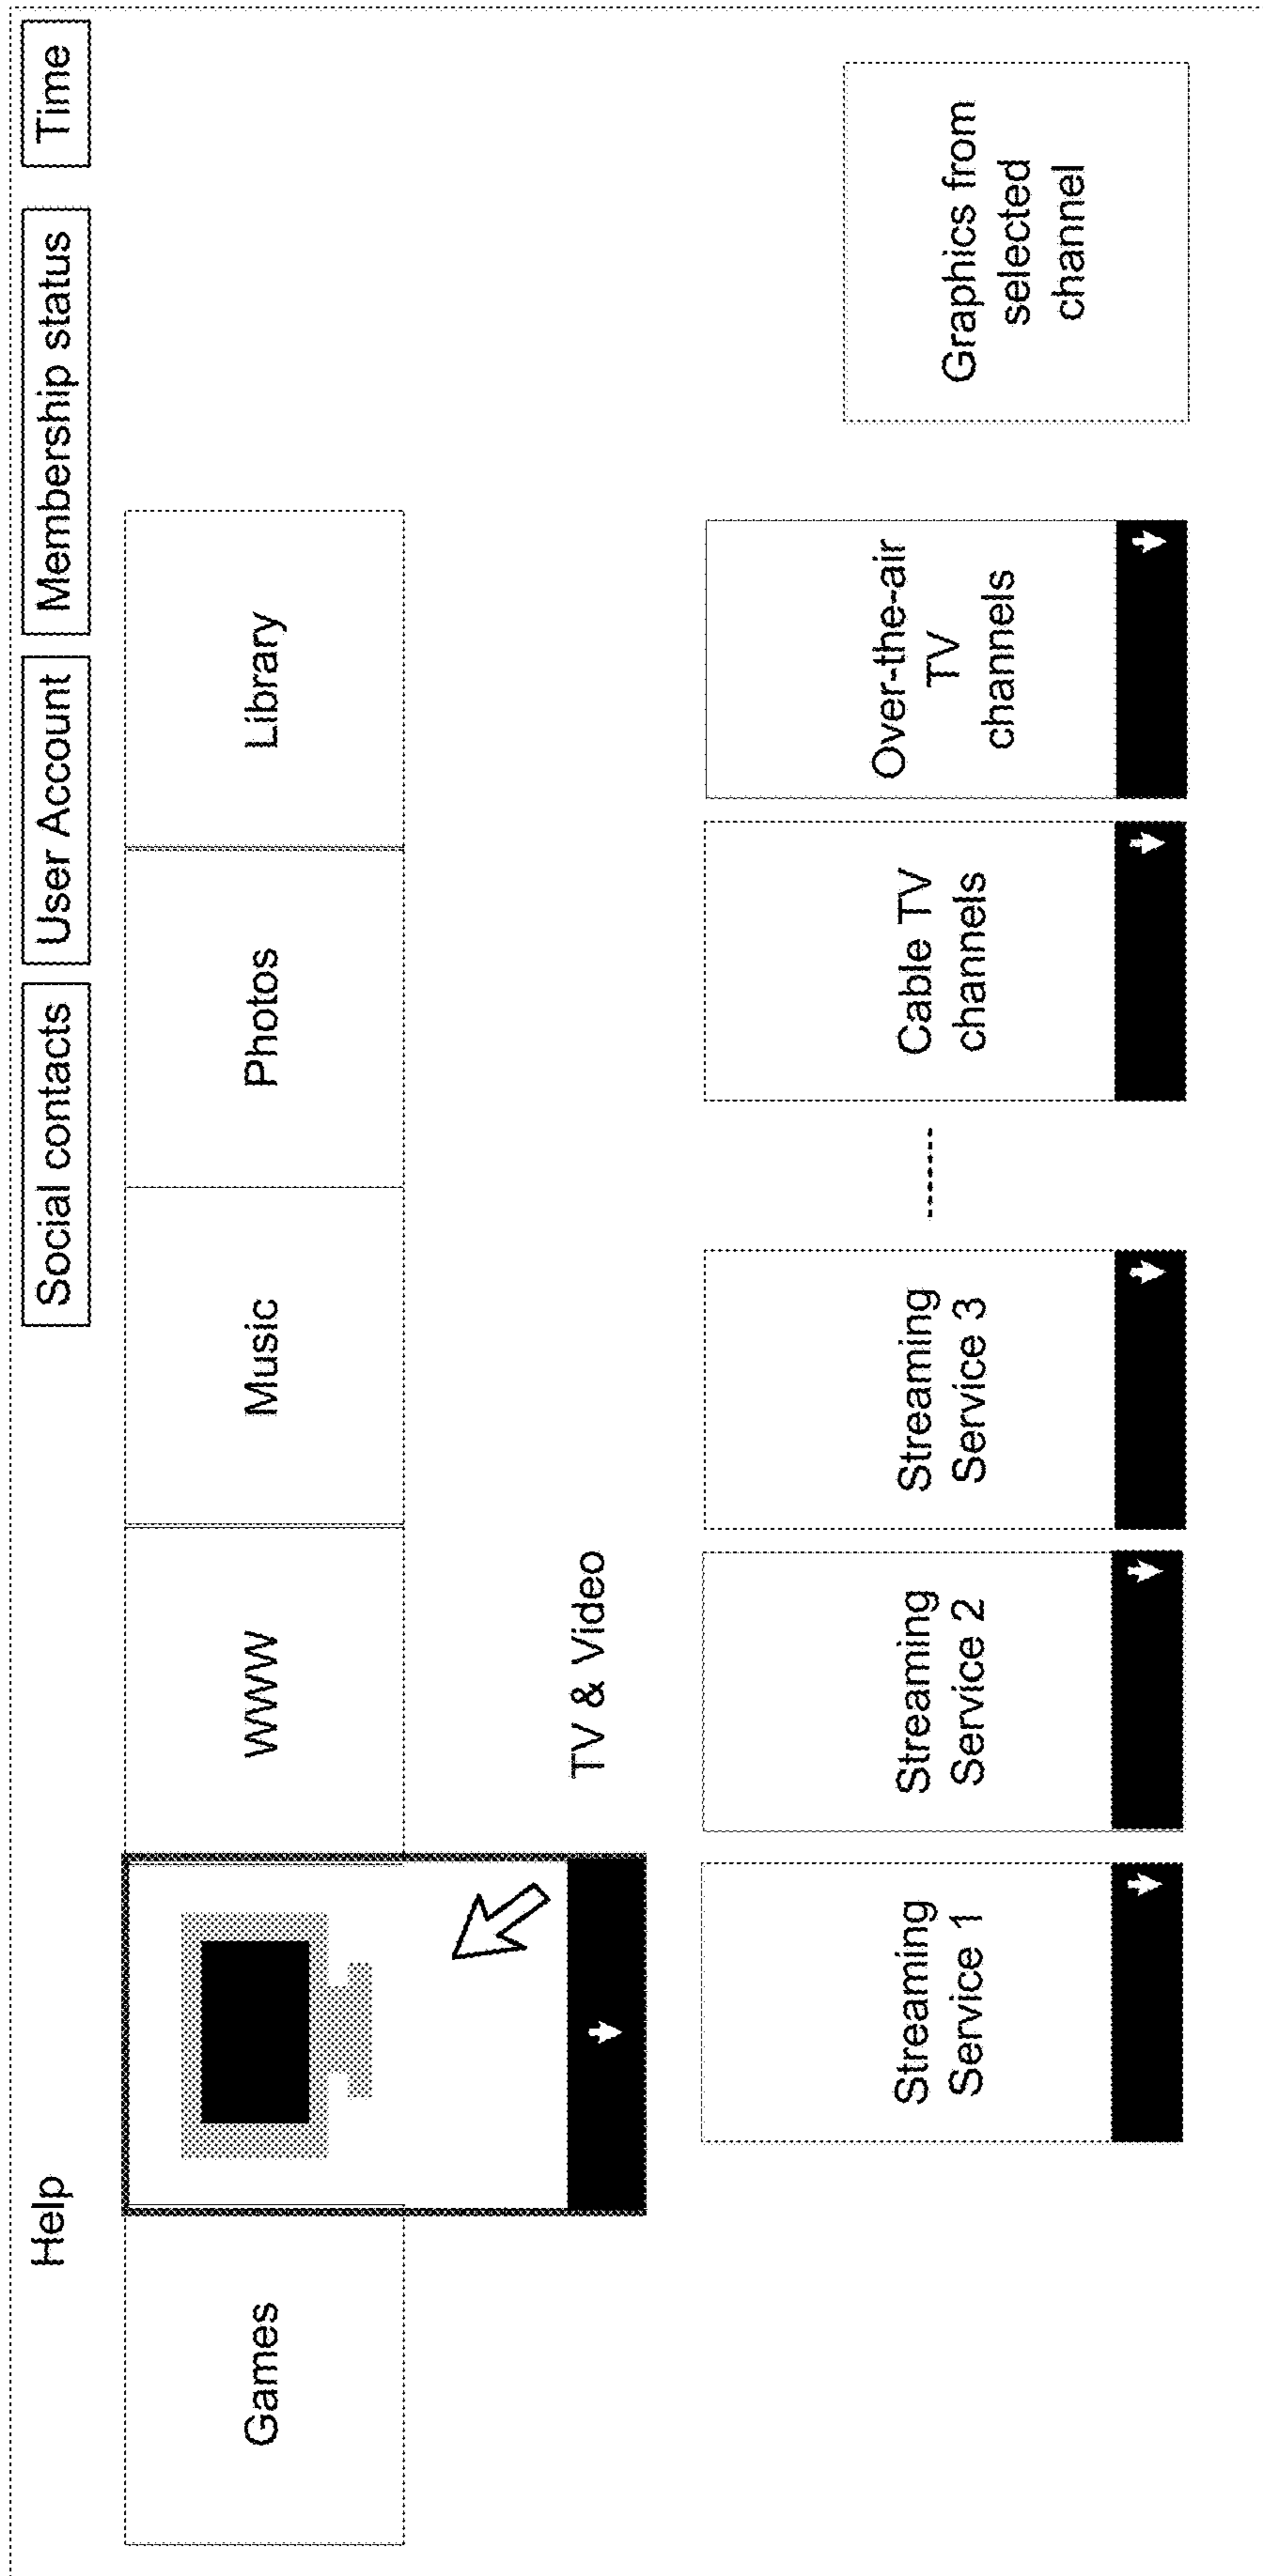 Help
Social contacts
User Account
Membership status
Time
Games
WWW
Music
Photos
Library
TV & Video
Streaming
Service 1
Streaming
Service 2
Streaming
Service 3
Cable TV
channels
Over-the-air
TV
channels
Graphics from
selected
channel